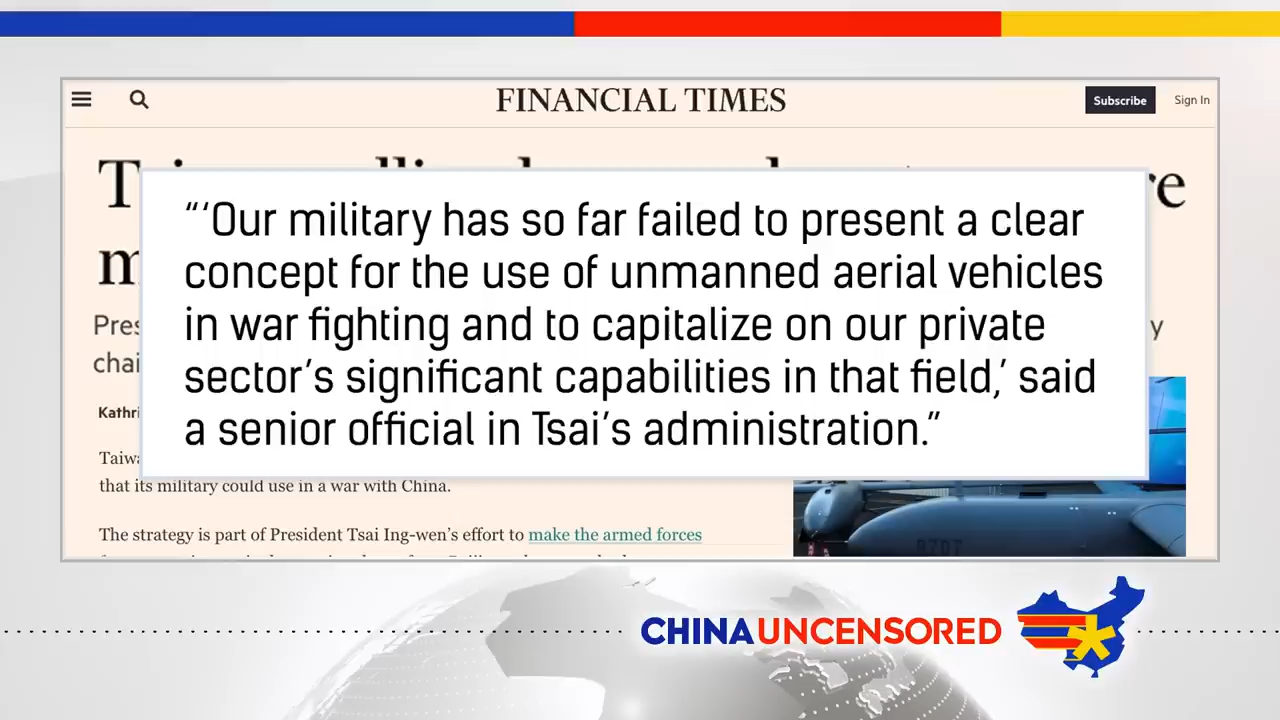 FINANCIAL TIMES
Subscribe
Sign In
“‘Our military has so far failed to present a clear
concept for the use of unmanned aerial vehicles
in war fighting and to capitalize on our private
sector’s significant capabilities in that field,’ said
a senior official in Tsai’s administration.”
that its military could use in a war with China.
The strategy is part of President Tsai Ing-wen’s effort to make the armed forces
9707
CHINA UNCENSORED